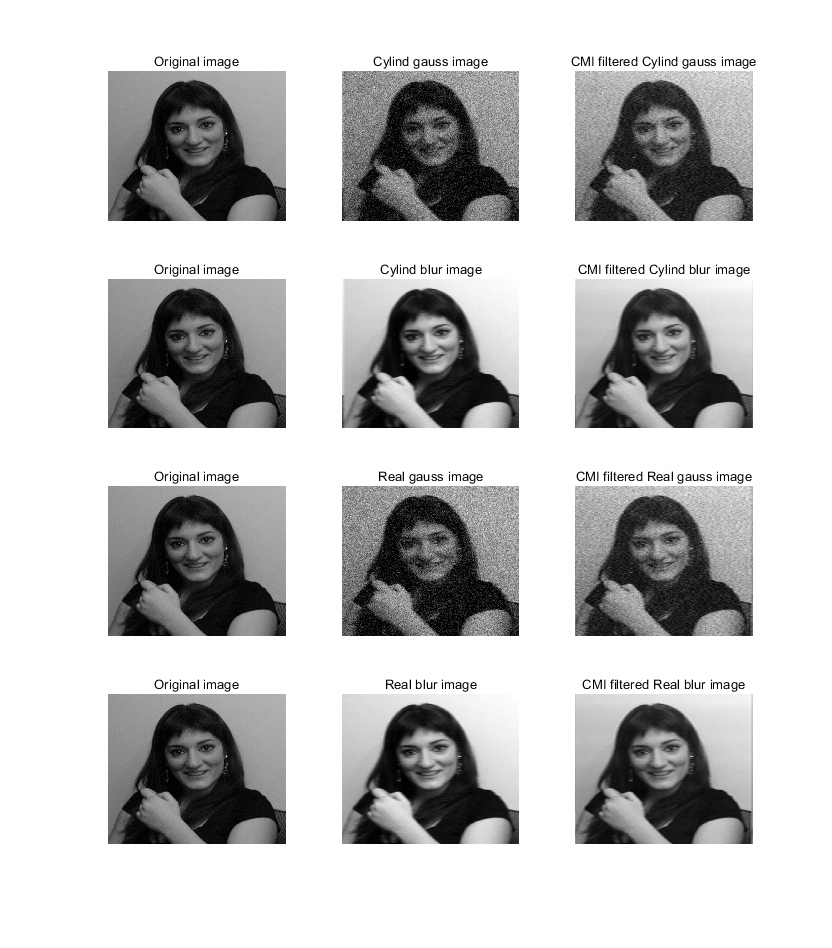 Original image
Cylind gauss image
CMI filtered Cylind gauss image
Original image
Cylind blur image
CMI filtered Cylind blur image
Original image
Real gauss image
CMI filtered Real gauss image
Original image
Real blur image
CMI filtered Real blur image